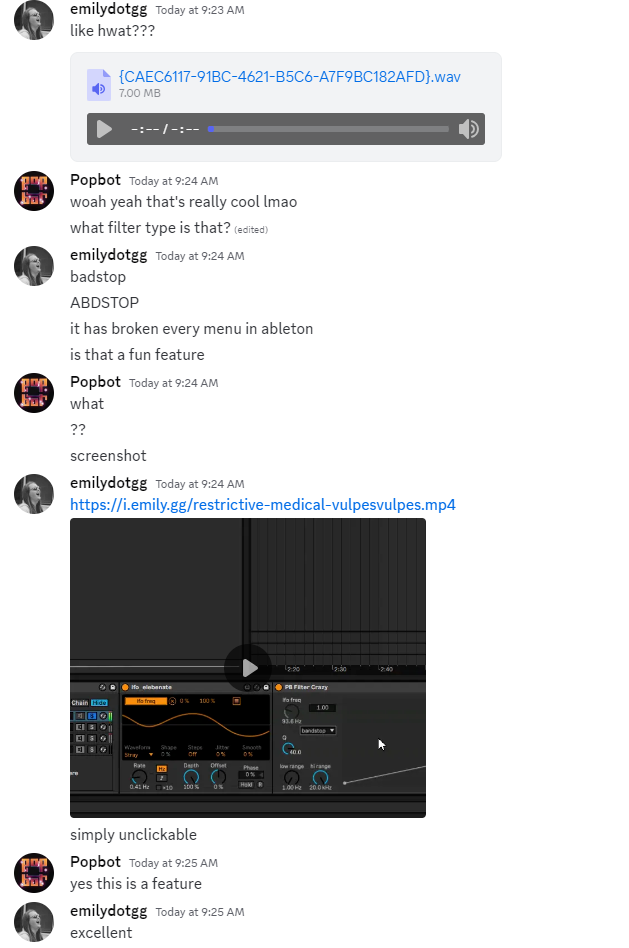 emilydotgg Today at 9:23 AM
like hwat???
{CAEC6117-91BC-4621-B5C6-A7F9BC182AFD}.wav
7.00 MB
-:-- / -:--
Popbot Today at 9:24 AM
woah yeah that's really cool lmao
what filter type is that? (edited)
emilydotgg Today at 9:24 AM
badstop
ABDSTOP
it has broken every menu in ableton
is that a fun feature
Popbot Today at 9:24 AM
what
??
screenshot
emilydotgg Today at 9:24 AM
https://i.emily.gg/restrictive-medical-vulpesvulpes.mp4
2:20 2:30 2:40
lfo_elebenate
PB Filter Crazy
Chain Hide
lfo freq 0 % 100 %
lfo freq
1.00
93.8 Hz
bandstop
Q
40.0
Waveform Shape Steps Jitter Smooth
Stray 0 % Off 0 % 0 %
Rate Hz Depth Offset Phase
0 %
0.41 Hz ×10 100 % 0 % Hold R
low range hi range
1.00 Hz 20.0 kHz
simply unclickable
Popbot Today at 9:25 AM
yes this is a feature
emilydotgg Today at 9:25 AM
excellent